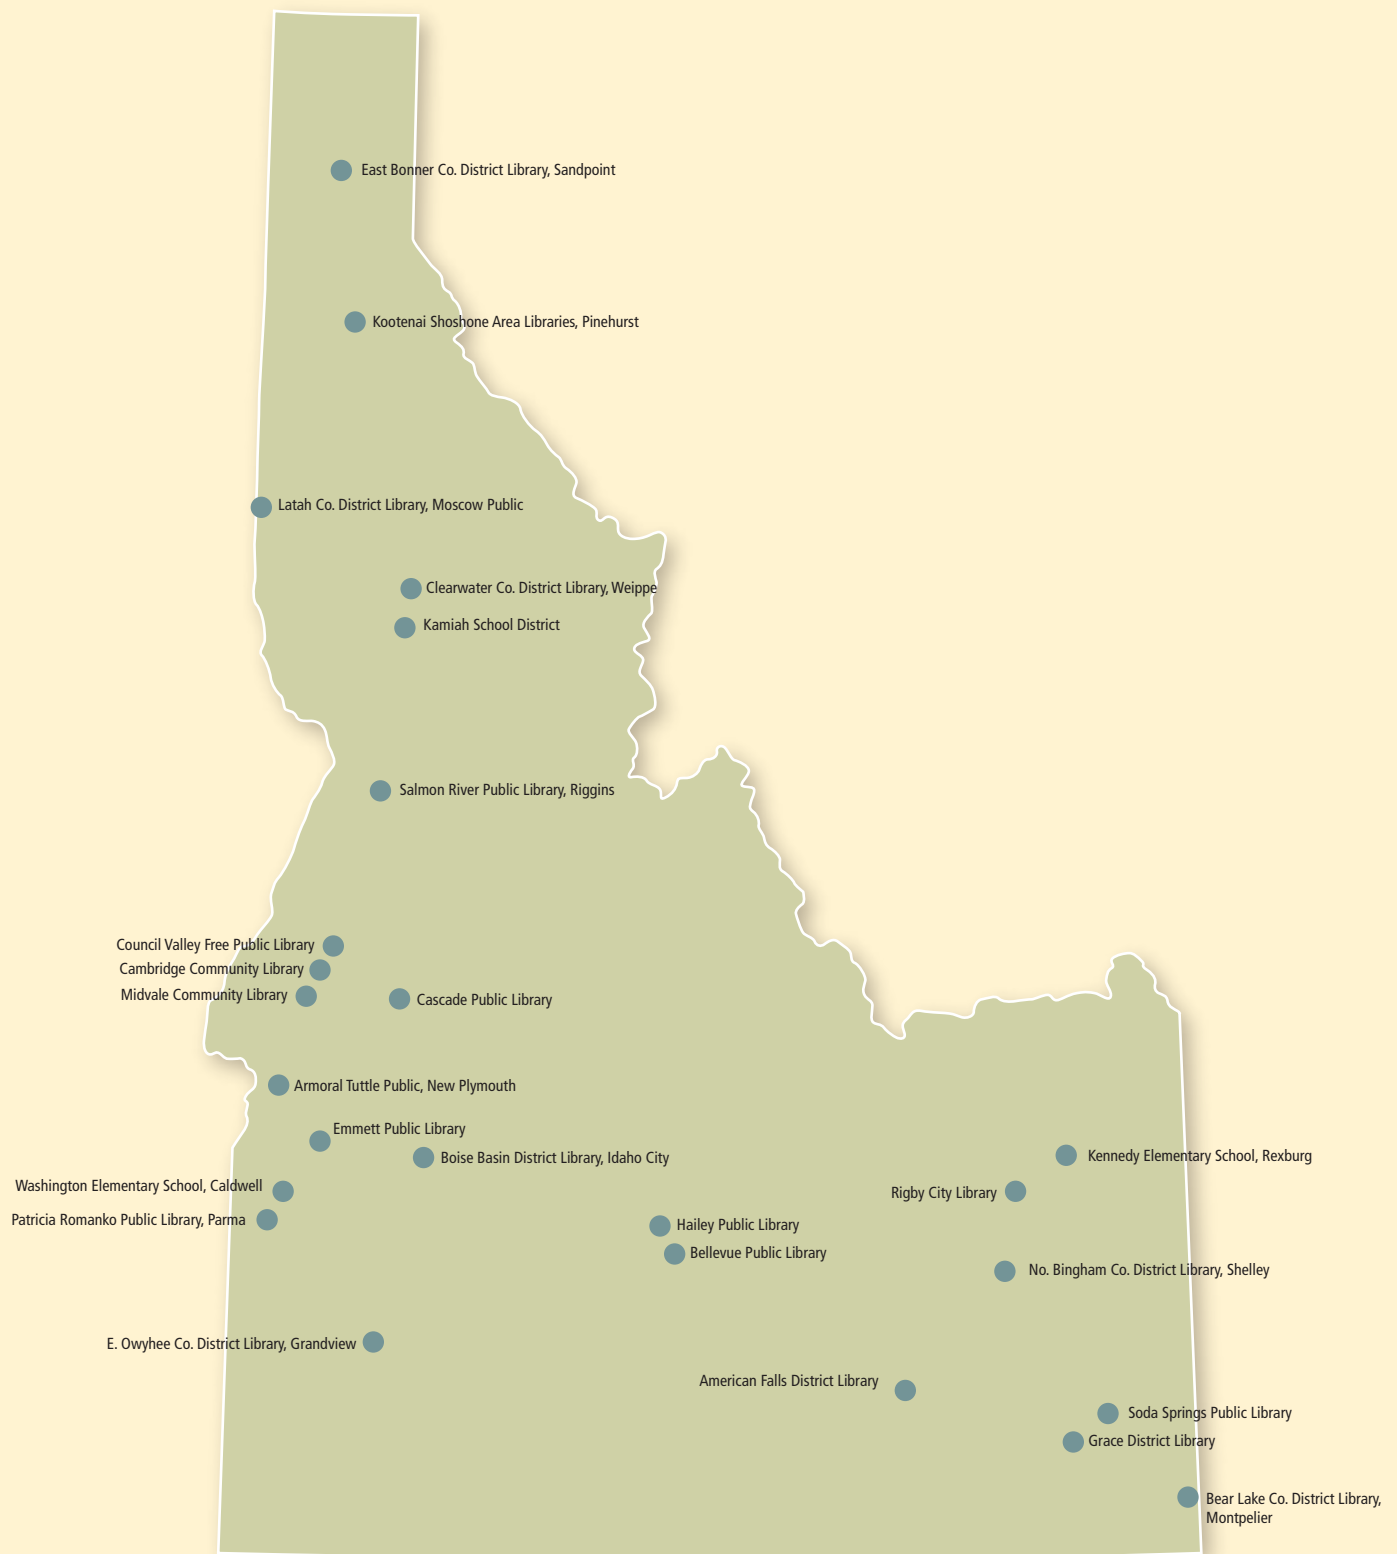 East Bonner Co. District Library, Sandpoint
Kootenai Shoshone Area Libraries, Pinehurst
Latah Co. District Library, Moscow Public
Clearwater Co. District Library, Weippe
Kamiah School District
Salmon River Public Library, Riggins
Council Valley Free Public Library
Cambridge Community Library
Midvale Community Library
Cascade Public Library
Armoral Tuttle Public, New Plymouth
Emmett Public Library
Boise Basin District Library, Idaho City
Kennedy Elementary School, Rexburg
Washington Elementary School, Caldwell
Rigby City Library
Patricia Romanko Public Library, Parma
Hailey Public Library
Bellevue Public Library
No. Bingham Co. District Library, Shelley
E. Owyhee Co. District Library, Grandview
American Falls District Library
Soda Springs Public Library
Grace District Library
Bear Lake Co. District Library,
Montpelier